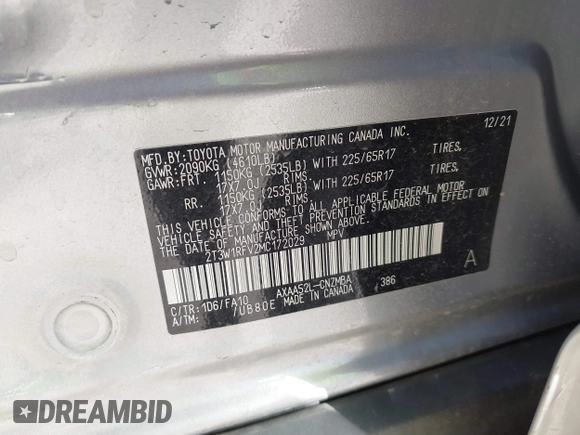 MFD.BY:TOYOTA MOTOR MANUFACTURING CANADA INC. 12/21
GVWR:2090KG (4610LB)
GAWR:FRT 1150KG (2535LB) WITH 225/65R17 TIRES.
17X7.0J RIMS
RR. 1150KG (2535LB) WITH 225/65R17 TIRES.
17X7.0J RIMS
THIS VEHICLE CONFORMS TO ALL APPLICABLE FEDERAL MOTOR
VEHICLE SAFETY AND BUMPER STANDARDS IN EFFECT ON THE DATE
OF MANUFACTURE SHOWN ABOVE.
2T3W1RFV2MC172029 MPV
A
AXAA52L-CNZMBA 386
C/TR:1D6/FA10
A/TM: /UB80E MADE IN CANADA
DREAMBID